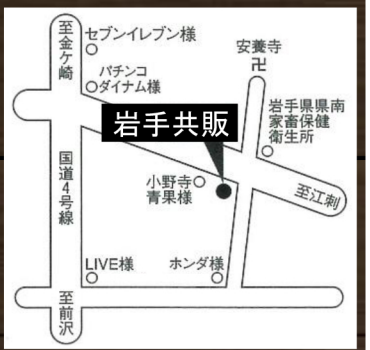 至金ケ崎
セブンイレブン様
パチンコ
ダイナム様
安養寺
卍
岩手共販
岩手県県南
家畜保健
衛生所
国道4号線
小野寺
青果様
至江刺
LIVE様
ホンダ様
至前沢